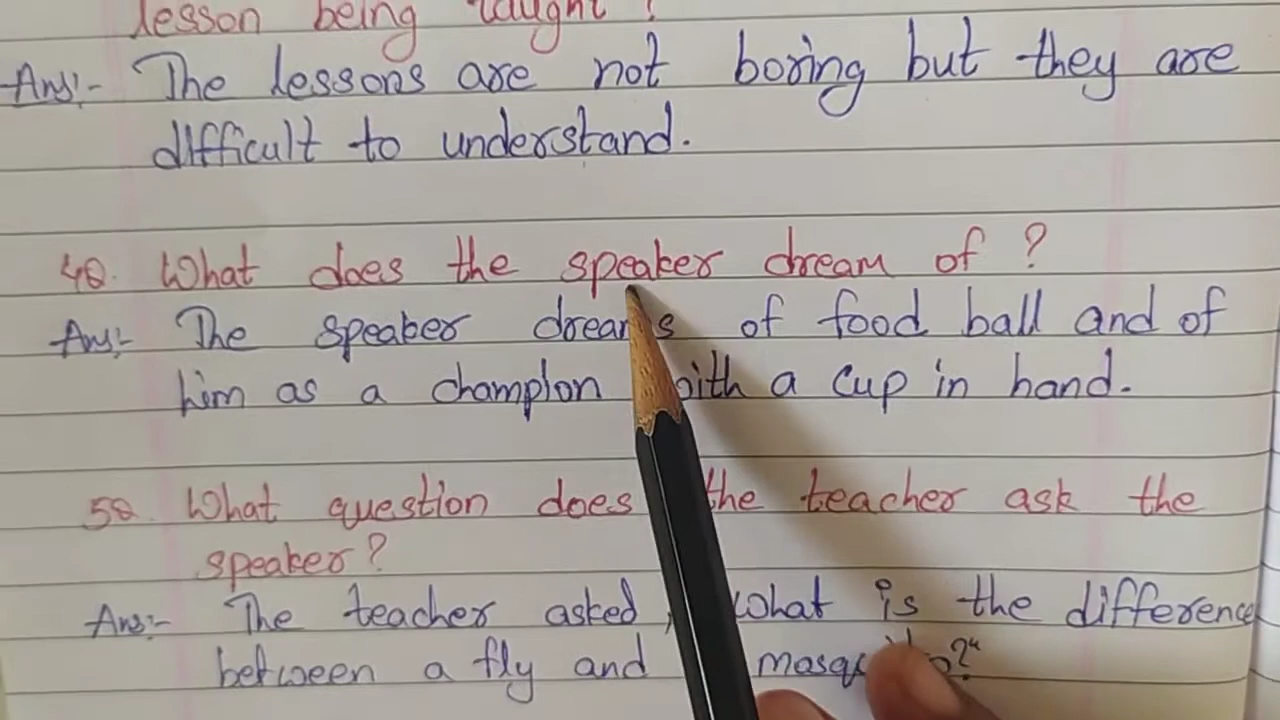 lesson being taught ?
Ans:- The lessons are not boring but they are
difficult to understand.
4Q. What does the speaker dream of ?
Ans:- The speaker dreams of food ball and of
him as a champion with a cup in hand.
5Q. What question does the teacher ask the
speaker?
Ans:- The teacher asked, What is the difference
between a fly and